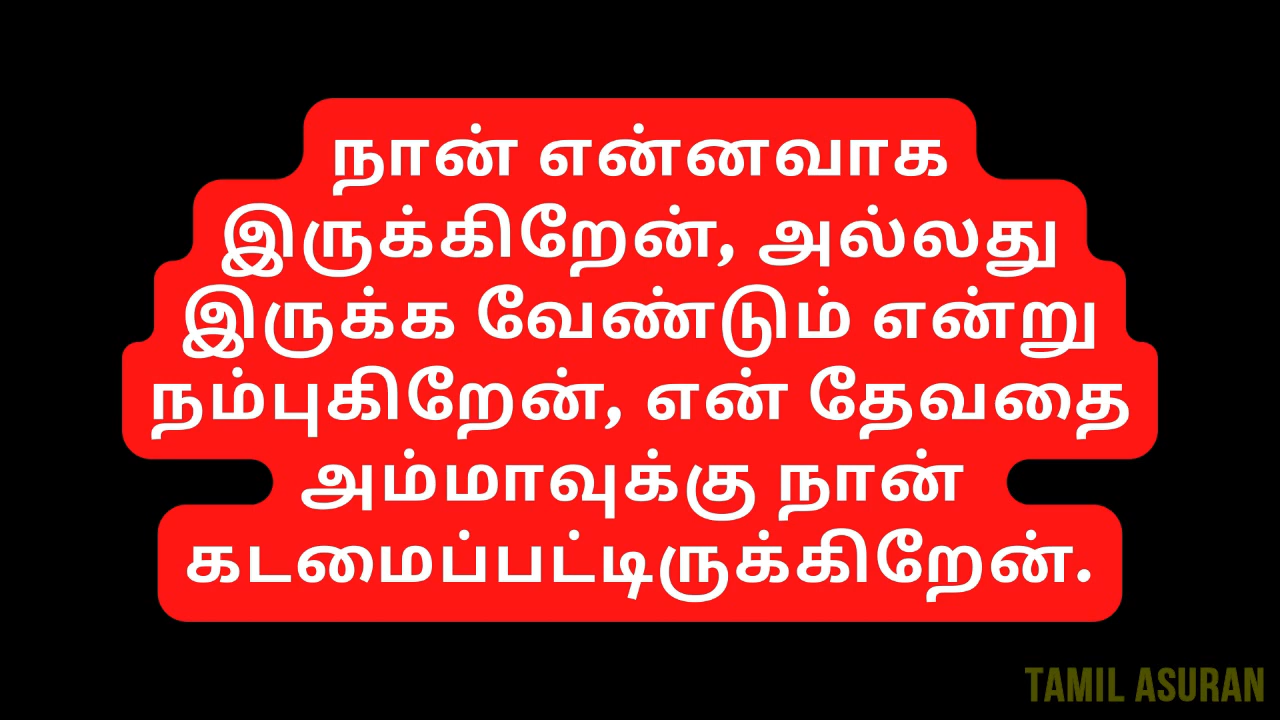 நான் என்னவாக
இருக்கிறேன், அல்லது
இருக்க வேண்டும் என்று
நம்புகிறேன், என் தேவதை
அம்மாவுக்கு நான்
கடமைப்பட்டிருக்கிறேன்.
TAMIL ASURAN